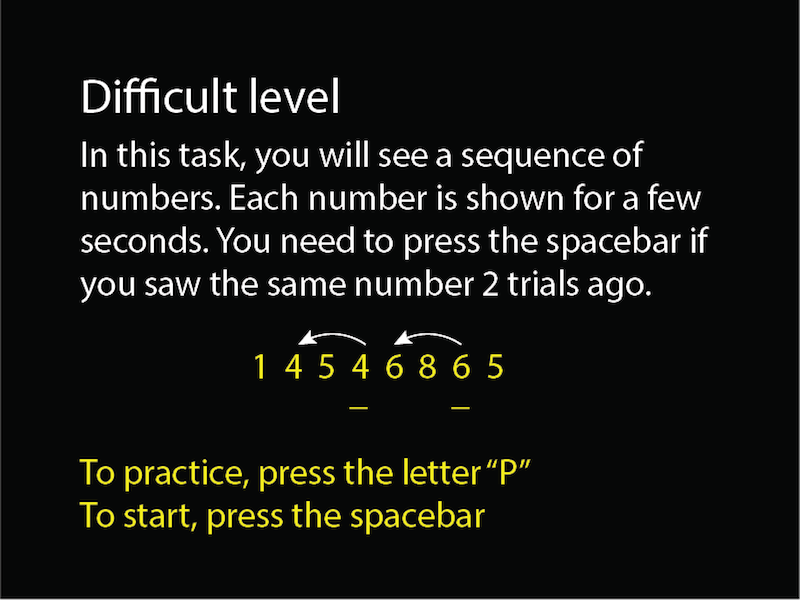 Difficult level
In this task, you will see a sequence of
numbers. Each number is shown for a few
seconds. You need to press the spacebar if
you saw the same number 2 trials ago.
1 4 5 4 6 8 6 5
To practice, press the letter “P”
To start, press the spacebar